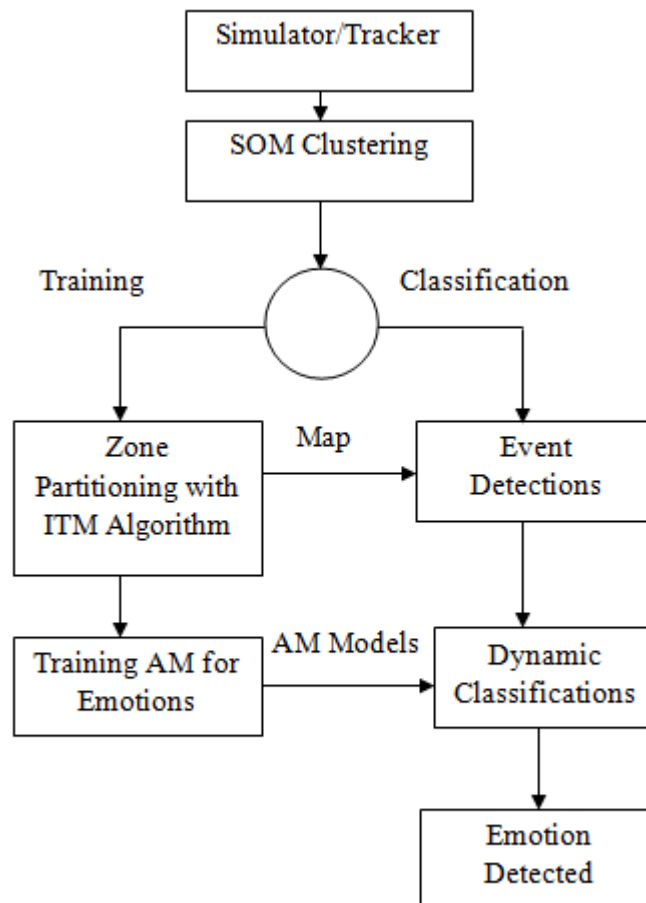 Simulator/Tracker
SOM Clustering
Training
Classification
Zone
Partitioning with
ITM Algorithm
Map
Event
Detections
Training AM for
Emotions
AM Models
Dynamic
Classifications
Emotion
Detected